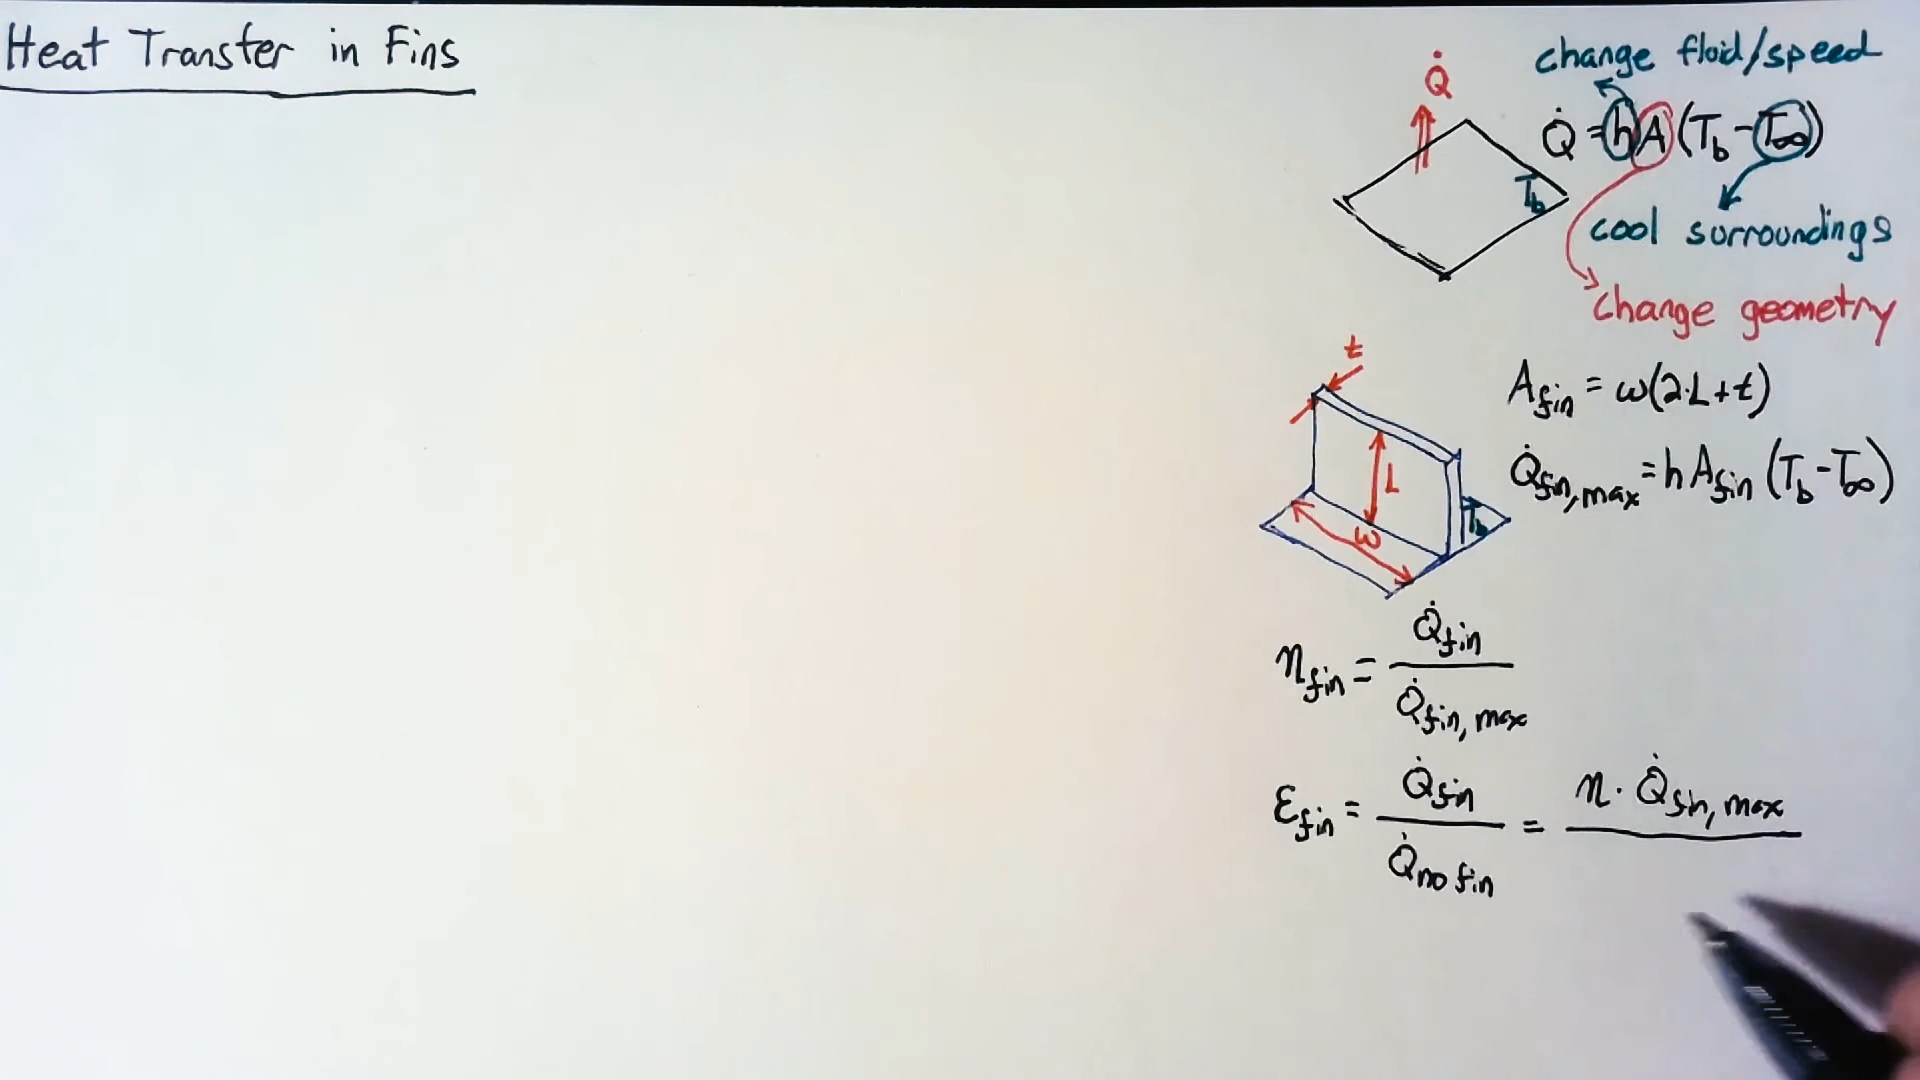 Heat Transfer in Fins
change fluid/speed
Q̇
Q̇ = hA(T_b - T_∞)
T_b
cool surroundings
change geometry
t
A_fin = w(2·L+t)
Q̇_fin,max = h A_fin (T_b - T_∞)
L
T_b
w
η_fin = Q̇_fin / Q̇_fin,max
ε_fin = Q̇_fin / Q̇_no fin = η · Q̇_fin,max